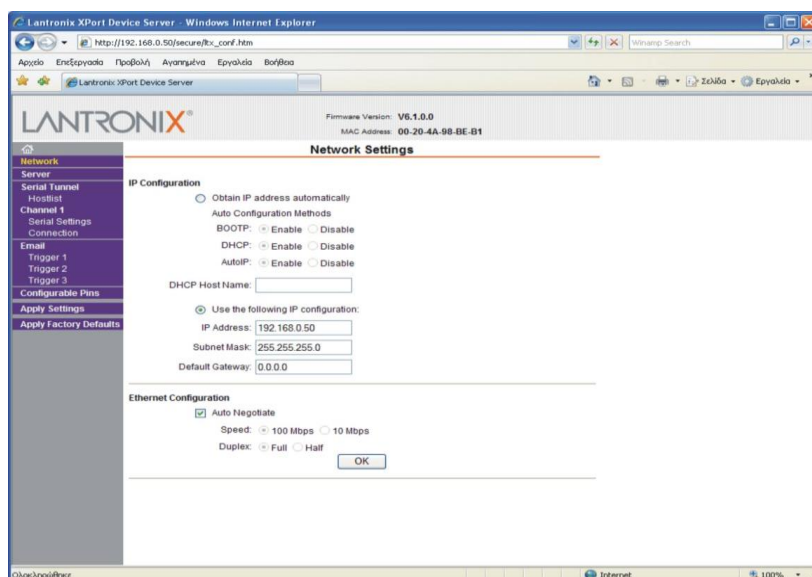 Lantronix XPort Device Server - Windows Internet Explorer
http://192.168.0.50/secure/ltx_conf.htm
Winamp Search
Αρχείο Επεξεργασία Προβολή Αγαπημένα Εργαλεία Βοήθεια
Lantronix XPort Device Server
Σελίδα Εργαλεία
LANTRONIX®
Firmware Version: V6.1.0.0
MAC Address: 00-20-4A-98-BE-B1
Network Settings
Network
Server
Serial Tunnel
Hostlist
Channel 1
Serial Settings
Connection
Email
Trigger 1
Trigger 2
Trigger 3
Configurable Pins
Apply Settings
Apply Factory Defaults
IP Configuration
Obtain IP address automatically
Auto Configuration Methods
BOOTP: Enable Disable
DHCP: Enable Disable
AutoIP: Enable Disable
DHCP Host Name:
Use the following IP configuration:
IP Address: 192.168.0.50
Subnet Mask: 255.255.255.0
Default Gateway: 0.0.0.0
Ethernet Configuration
Auto Negotiate
Speed: 100 Mbps 10 Mbps
Duplex: Full Half
OK
Ολοκληρώθηκε
Internet
100%